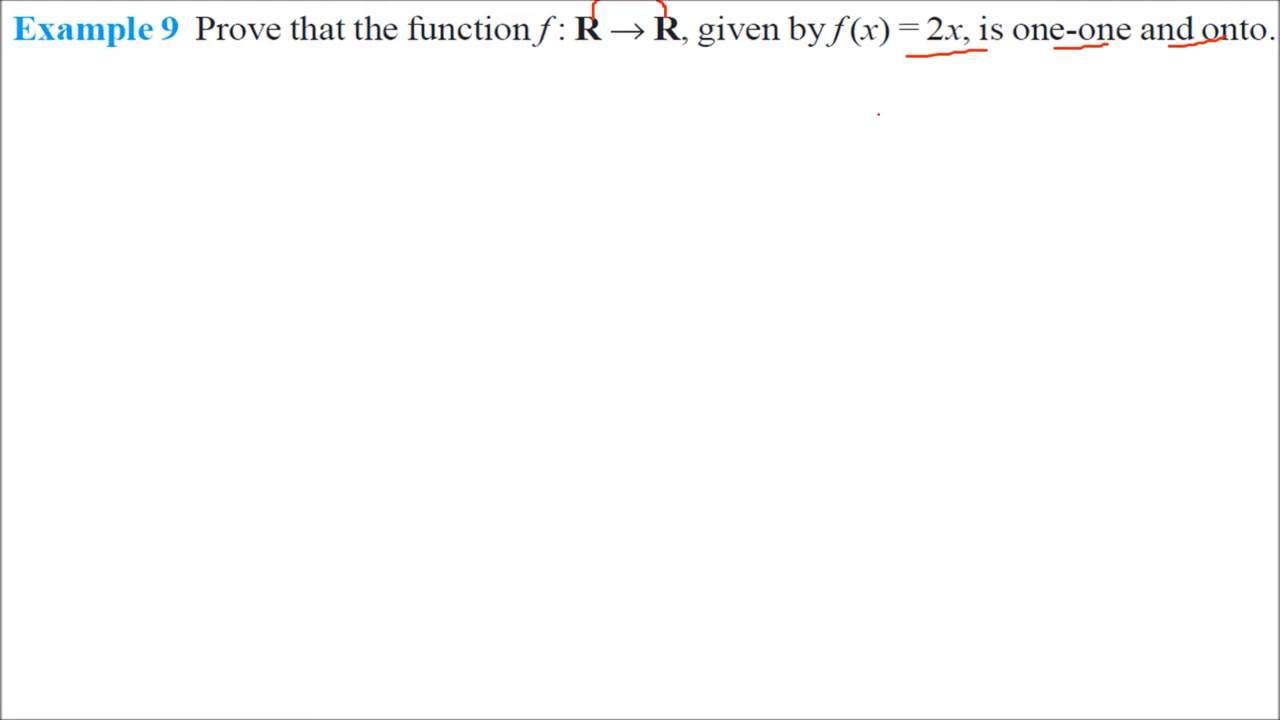 Example 9 Prove that the function f : R → R, given by f (x) = 2x, is one-one and onto.